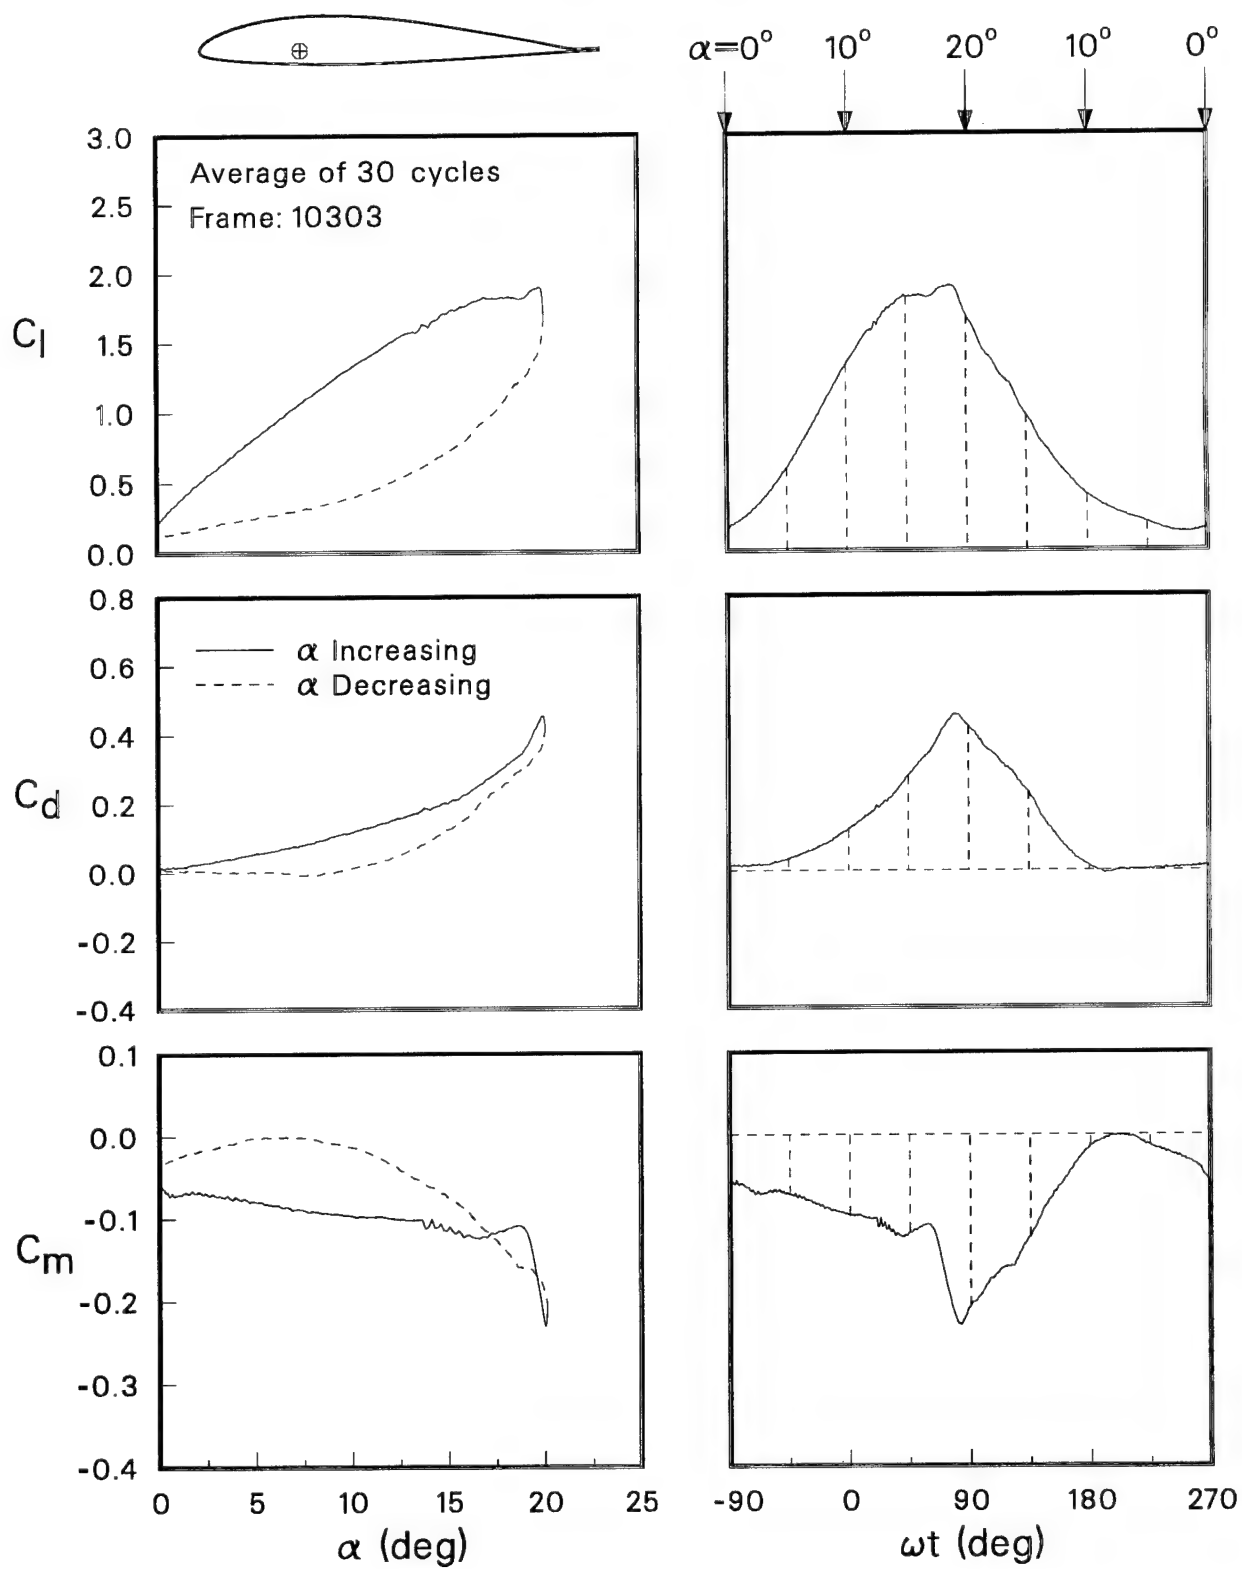 α=0° 10° 20° 10° 0°
3.0
2.5
2.0
1.5
1.0
0.5
0.0
Cl
Average of 30 cycles
Frame: 10303
0.8
0.6
0.4
0.2
0.0
-0.2
-0.4
Cd
α Increasing
α Decreasing
0.1
0.0
-0.1
-0.2
-0.3
-0.4
Cm
0 5 10 15 20 25
α (deg)
-90 0 90 180 270
ωt (deg)